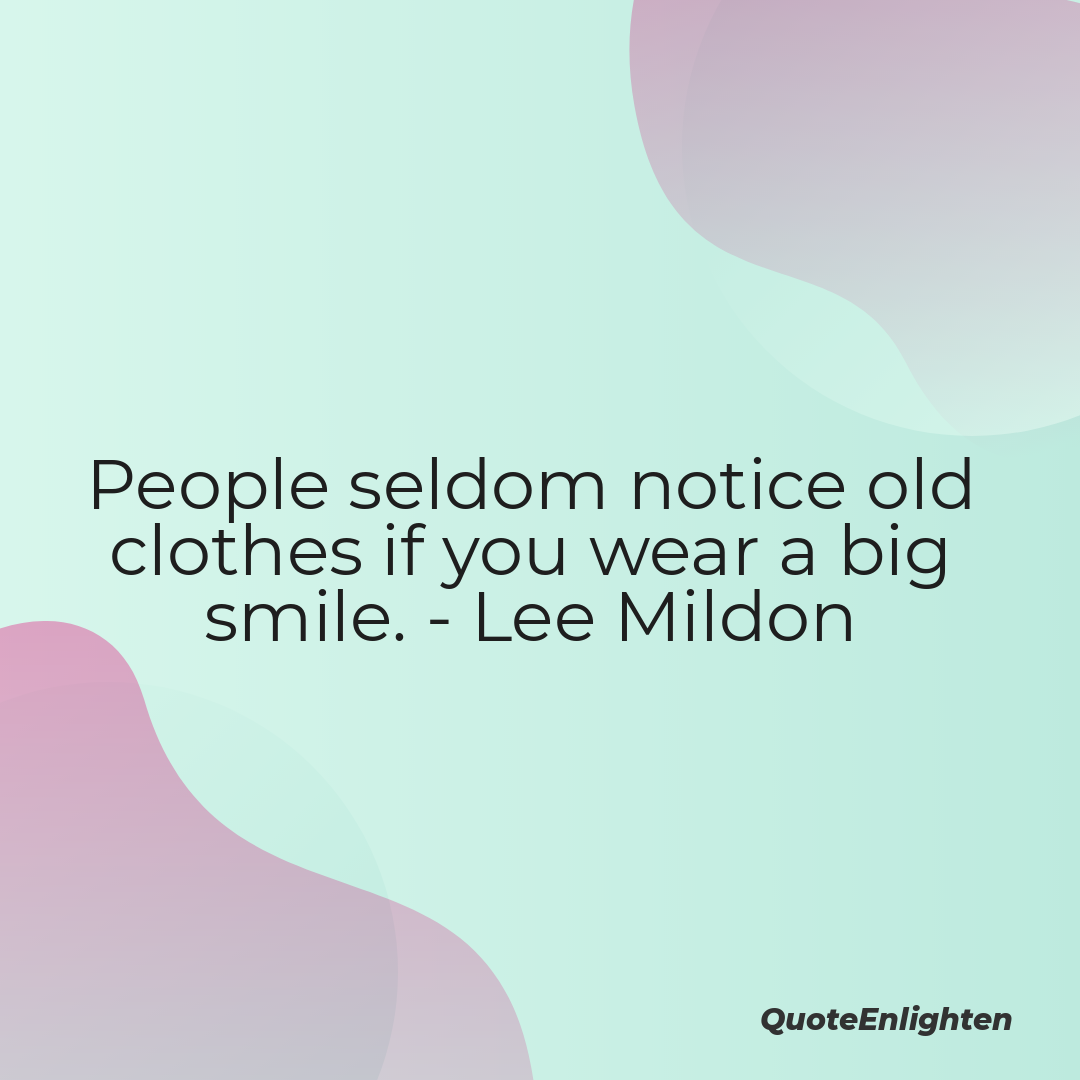 People seldom notice old
clothes if you wear a big
smile. - Lee Mildon
QuoteEnlighten